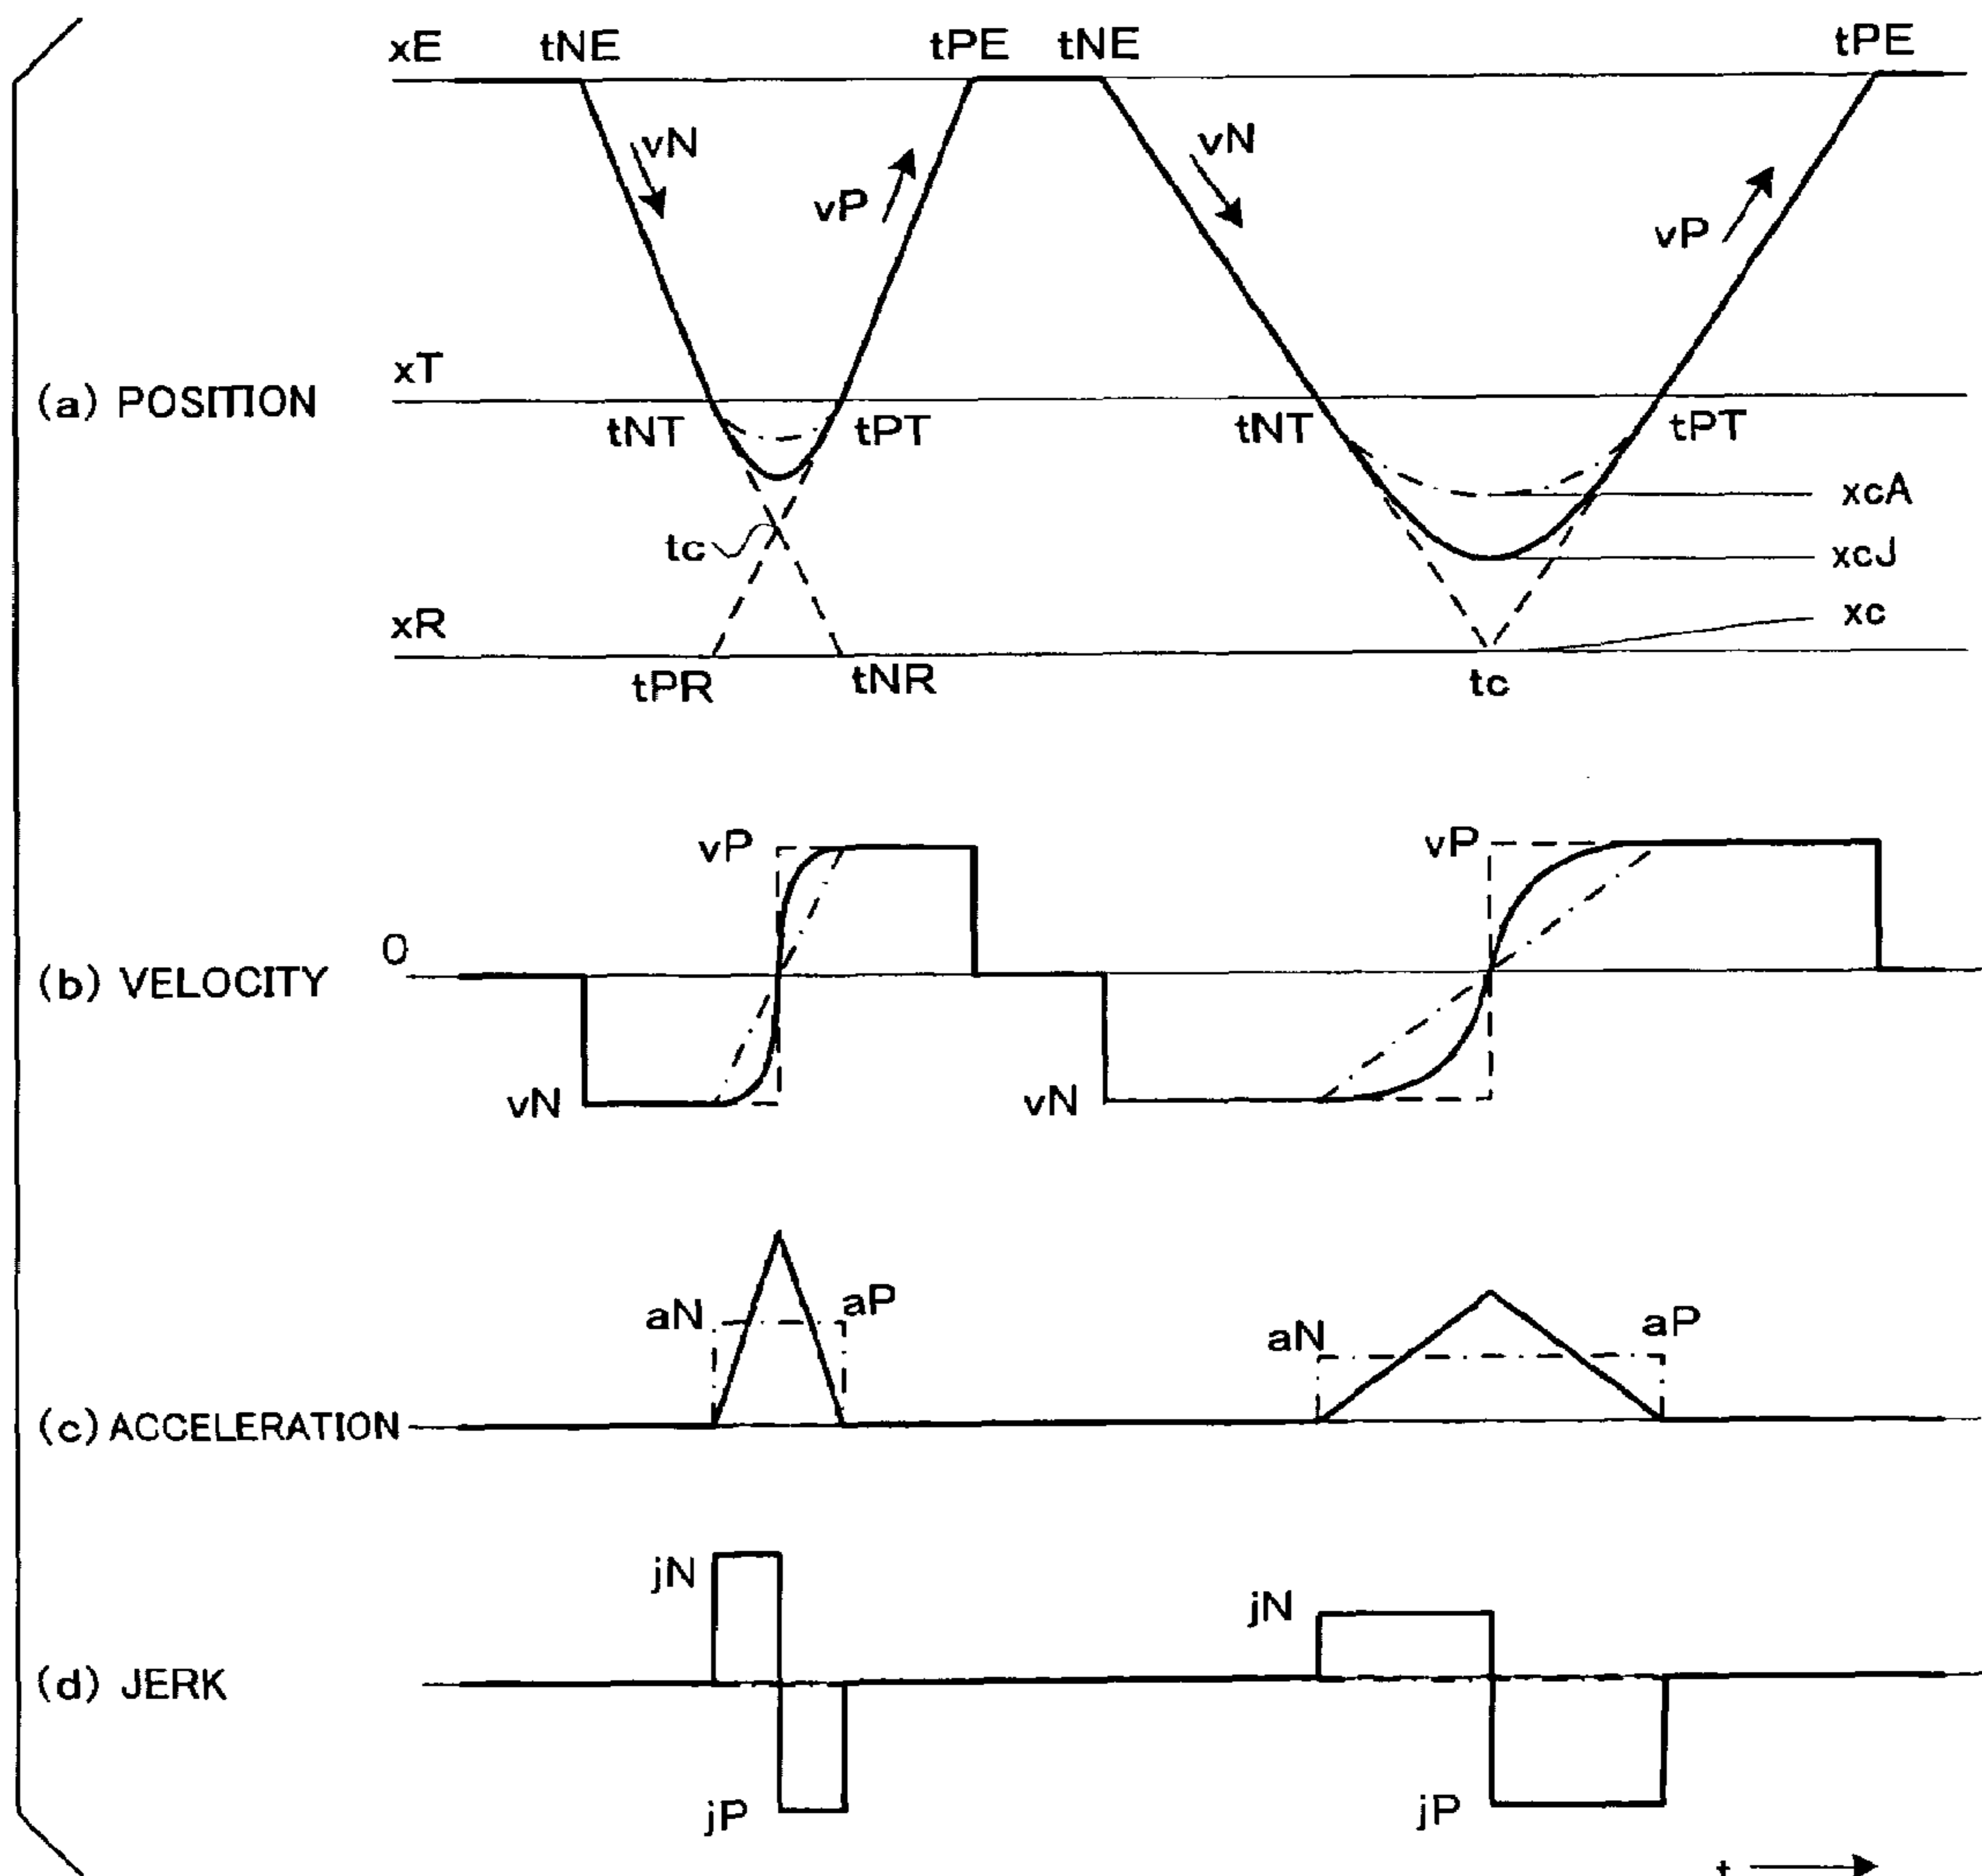 xE tNE tPE tNE tPE
vN vN
vP vP
xT
(a) POSITION
tNT tPT tNT tPT
xcA
tc xcJ
xR xc
tPR tNR tc
vP vP
0
(b) VELOCITY
vN vN
aN aP aN aP
(c) ACCELERATION
jN jN
(d) JERK
jP jP
t